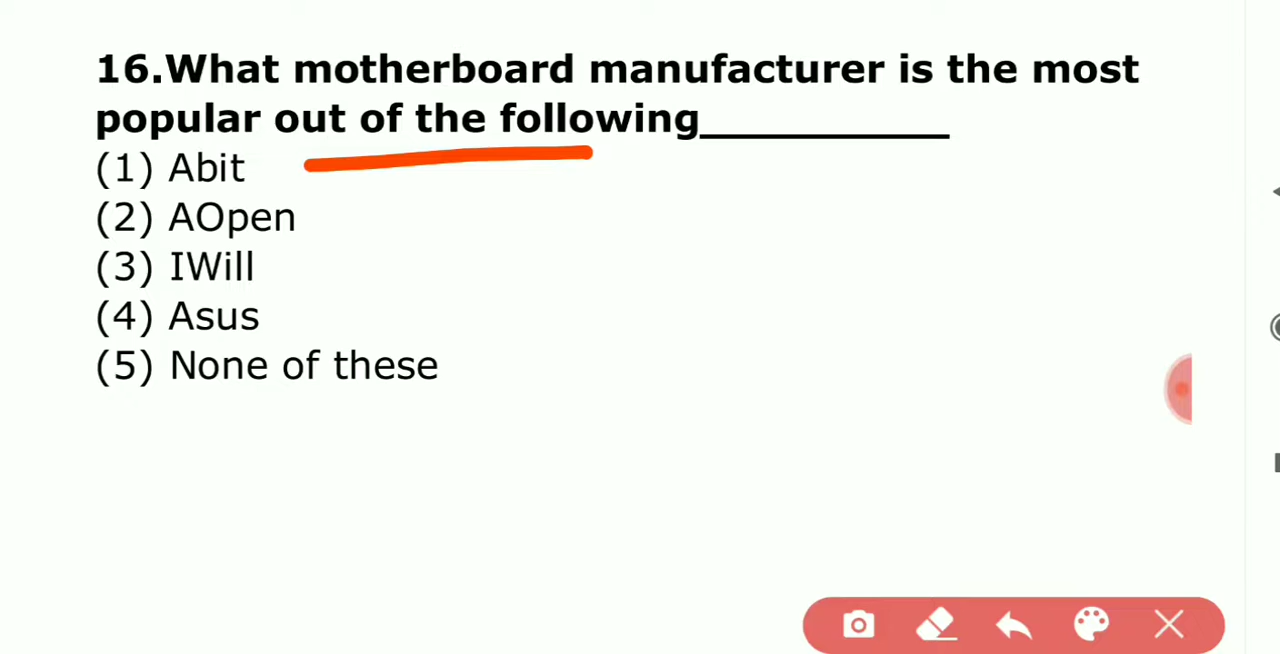 16.What motherboard manufacturer is the most
popular out of the following__________
(1) Abit
(2) AOpen
(3) IWill
(4) Asus
(5) None of these